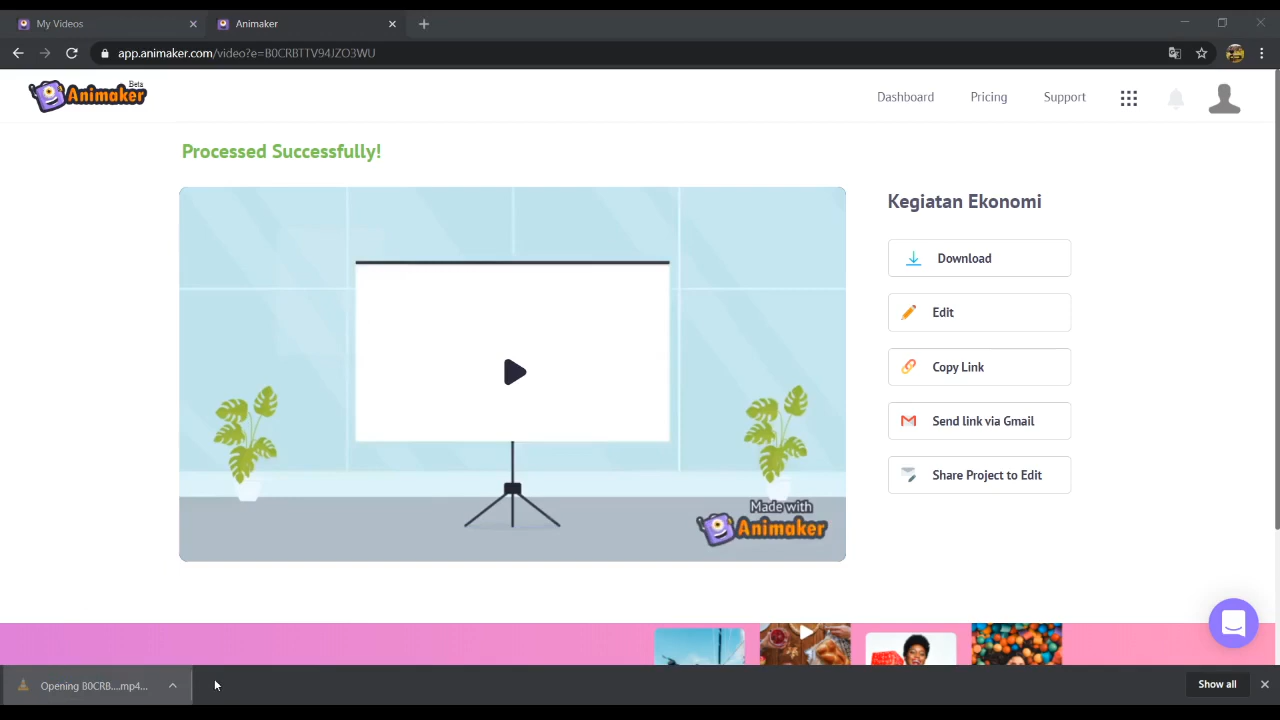 My Videos
Animaker
app.animaker.com/video?e=B0CRBTTV94JZO3WU
Animaker
Beta
Dashboard
Pricing
Support
Processed Successfully!
Made with
Animaker
Kegiatan Ekonomi
Download
Edit
Copy Link
Send link via Gmail
Share Project to Edit
Opening B0CRB....mp4...
Show all